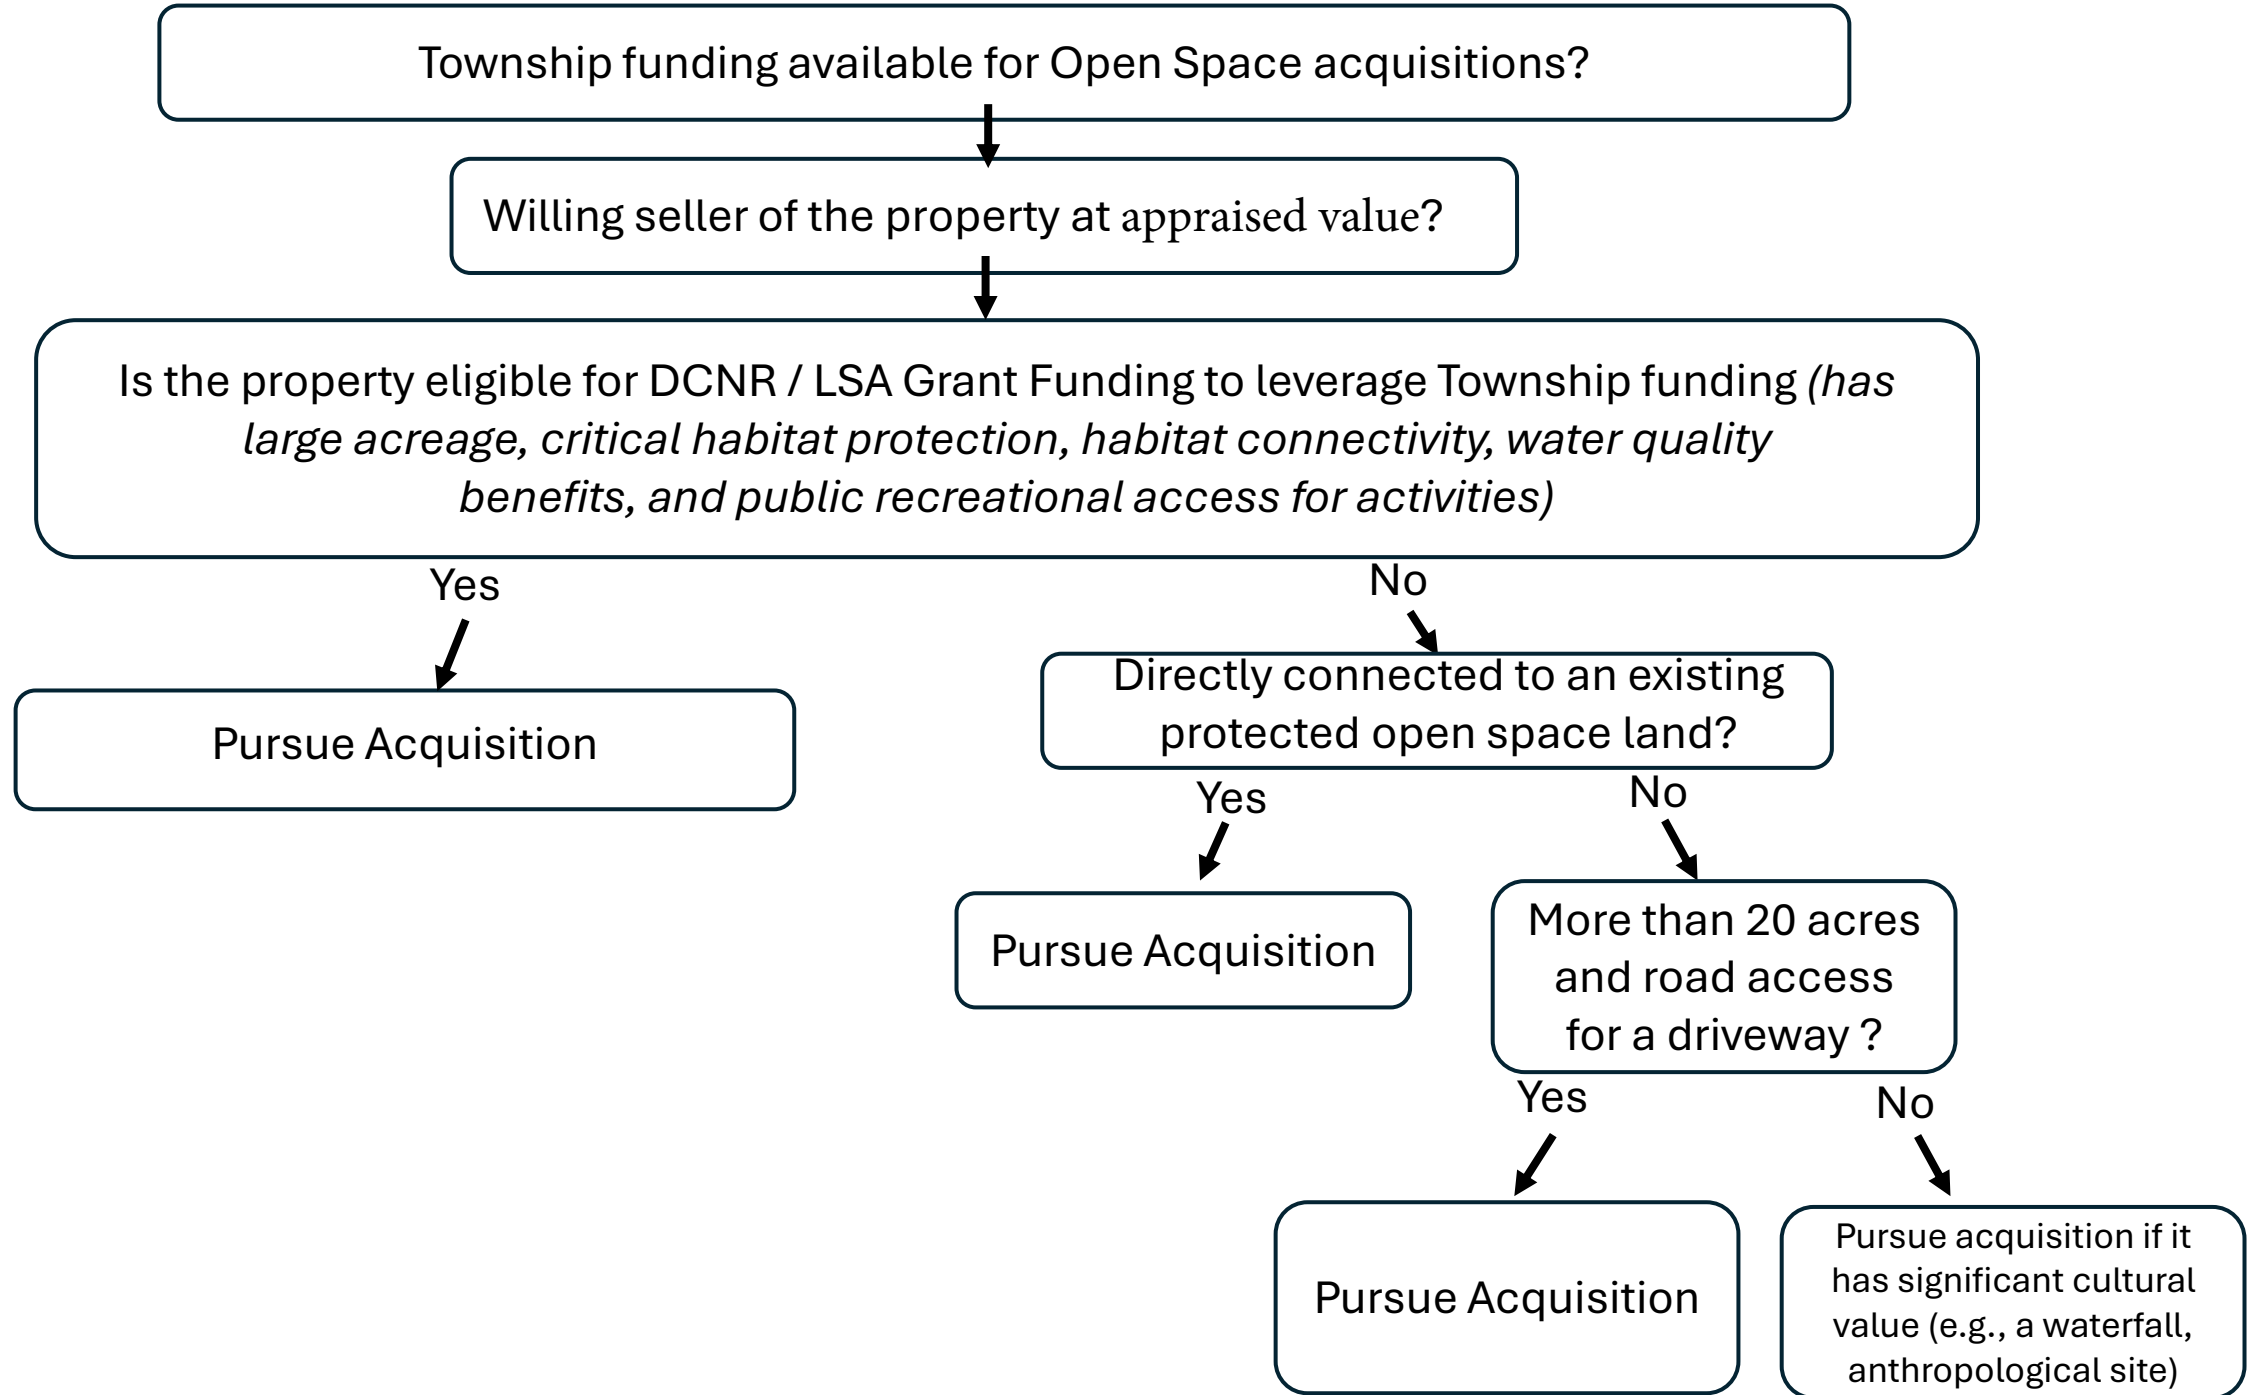 Township funding available for Open Space acquisitions?
Willing seller of the property at appraised value?
Is the property eligible for DCNR / LSA Grant Funding to leverage Township funding (has
large acreage, critical habitat protection, habitat connectivity, water quality
benefits, and public recreational access for activities)
Yes
No
Pursue Acquisition
Directly connected to an existing
protected open space land?
Yes
No
Pursue Acquisition
More than 20 acres
and road access
for a driveway ?
Yes
No
Pursue Acquisition
Pursue acquisition if it
has significant cultural
value (e.g., a waterfall,
anthropological site)